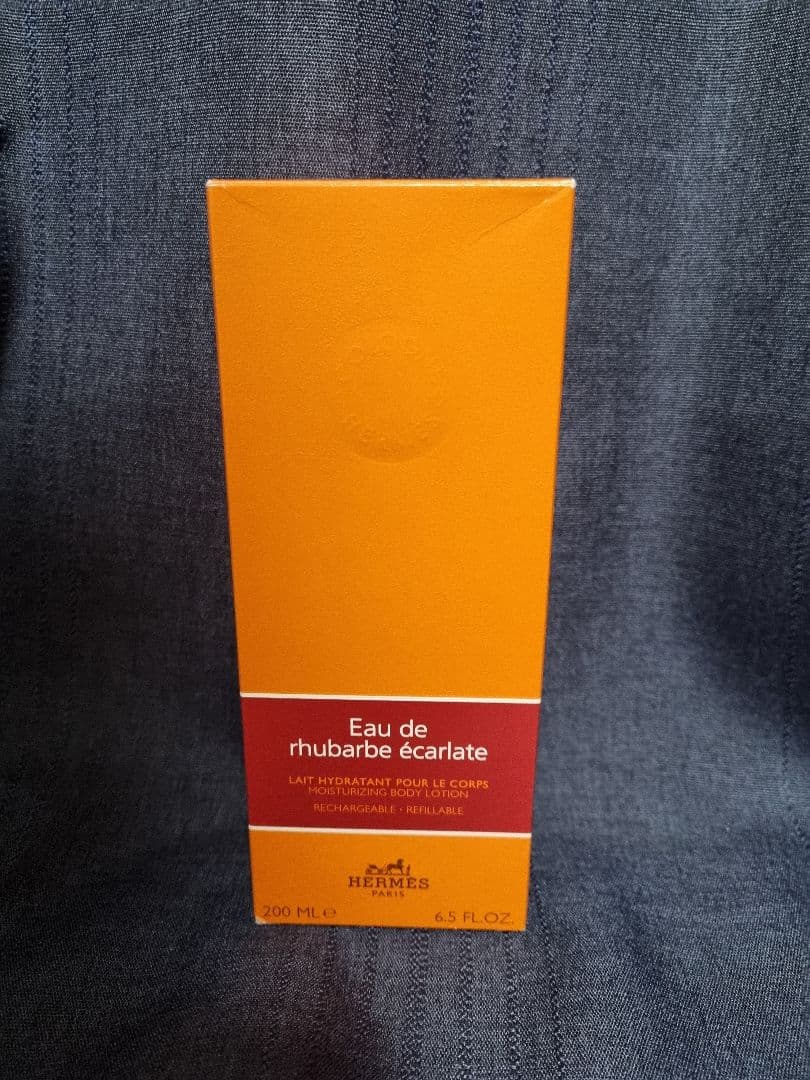 HERMÈS
Eau de
rhubarbe écarlate
LAIT HYDRATANT POUR LE CORPS
MOISTURIZING BODY LOTION
RECHARGEABLE • REFILLABLE
HERMÈS
PARIS
200 ML ℮ 6.5 FL.OZ.